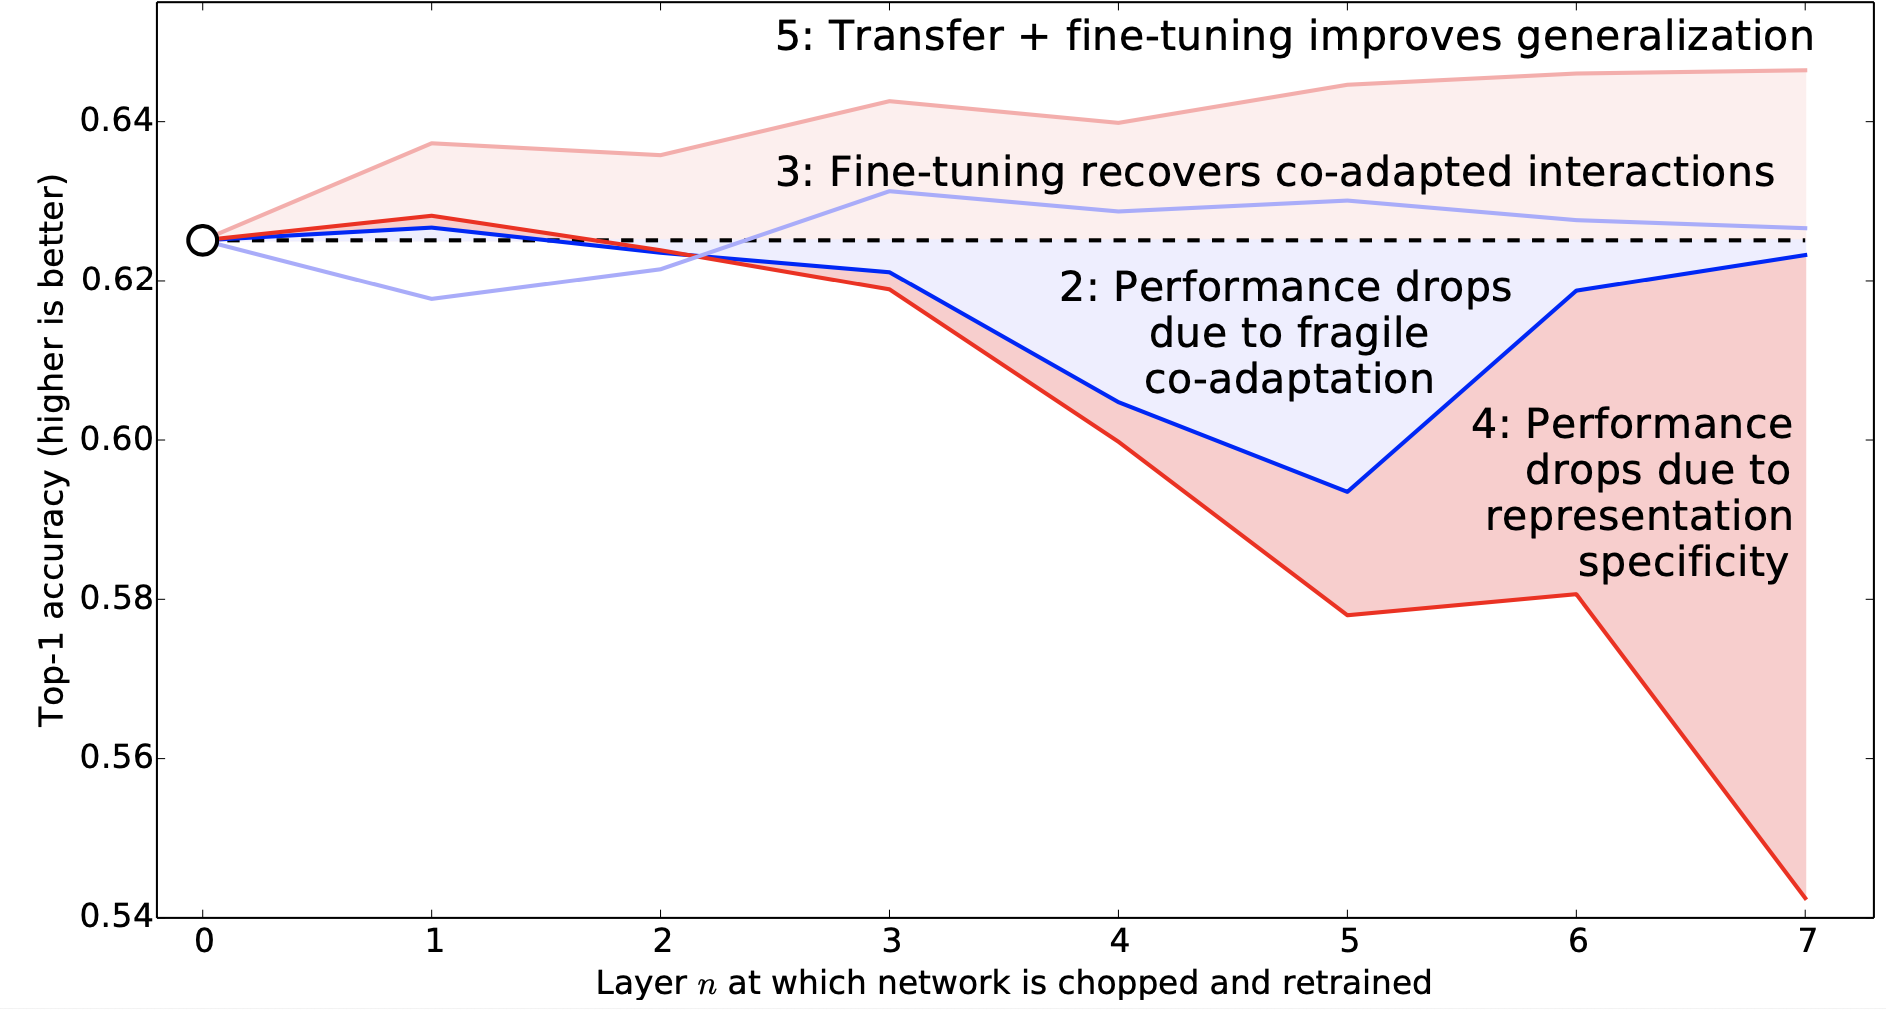 5: Transfer + fine-tuning improves generalization
0.64
3: Fine-tuning recovers co-adapted interactions
0.62
2: Performance drops
due to fragile
co-adaptation
0.60
4: Performance
drops due to
representation
specificity
0.58
0.56
0.54
Top-1 accuracy (higher is better)
0 1 2 3 4 5 6 7
Layer n at which network is chopped and retrained